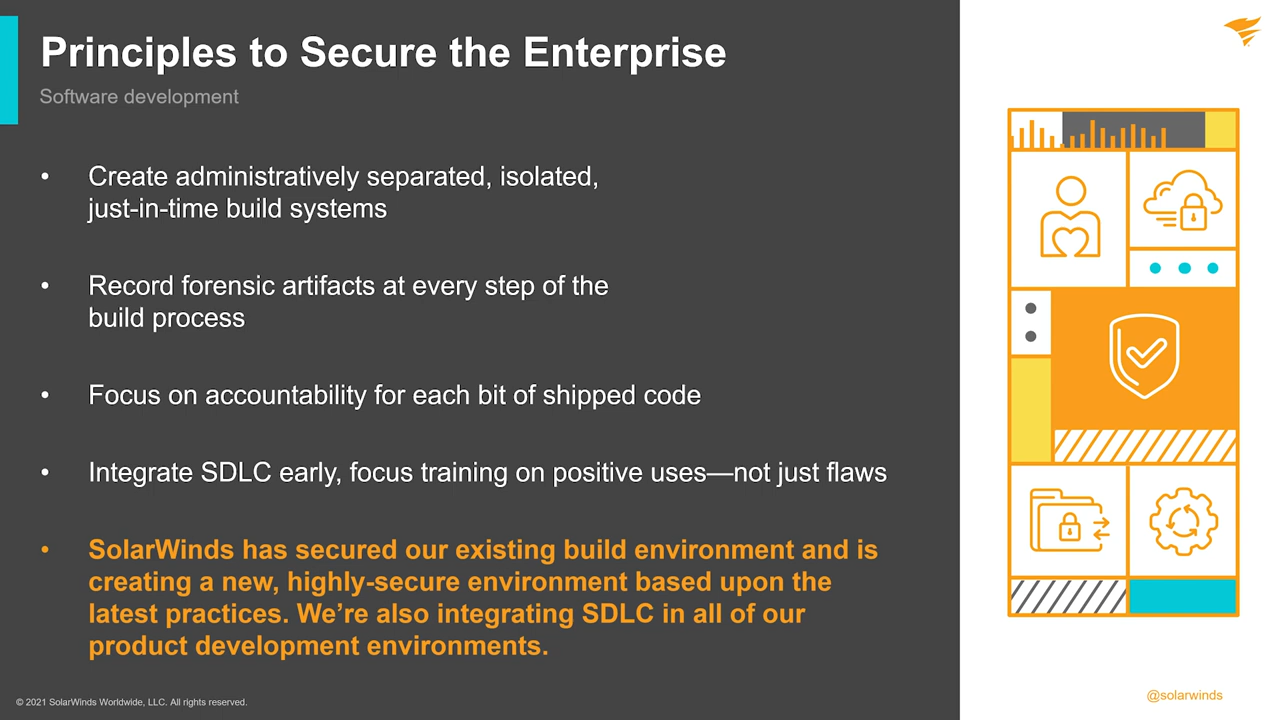 Principles to Secure the Enterprise
Software development
• Create administratively separated, isolated,
just-in-time build systems
• Record forensic artifacts at every step of the
build process
• Focus on accountability for each bit of shipped code
• Integrate SDLC early, focus training on positive uses—not just flaws
• SolarWinds has secured our existing build environment and is
creating a new, highly-secure environment based upon the
latest practices. We’re also integrating SDLC in all of our
product development environments.
© 2021 SolarWinds Worldwide, LLC. All rights reserved.
@solarwinds